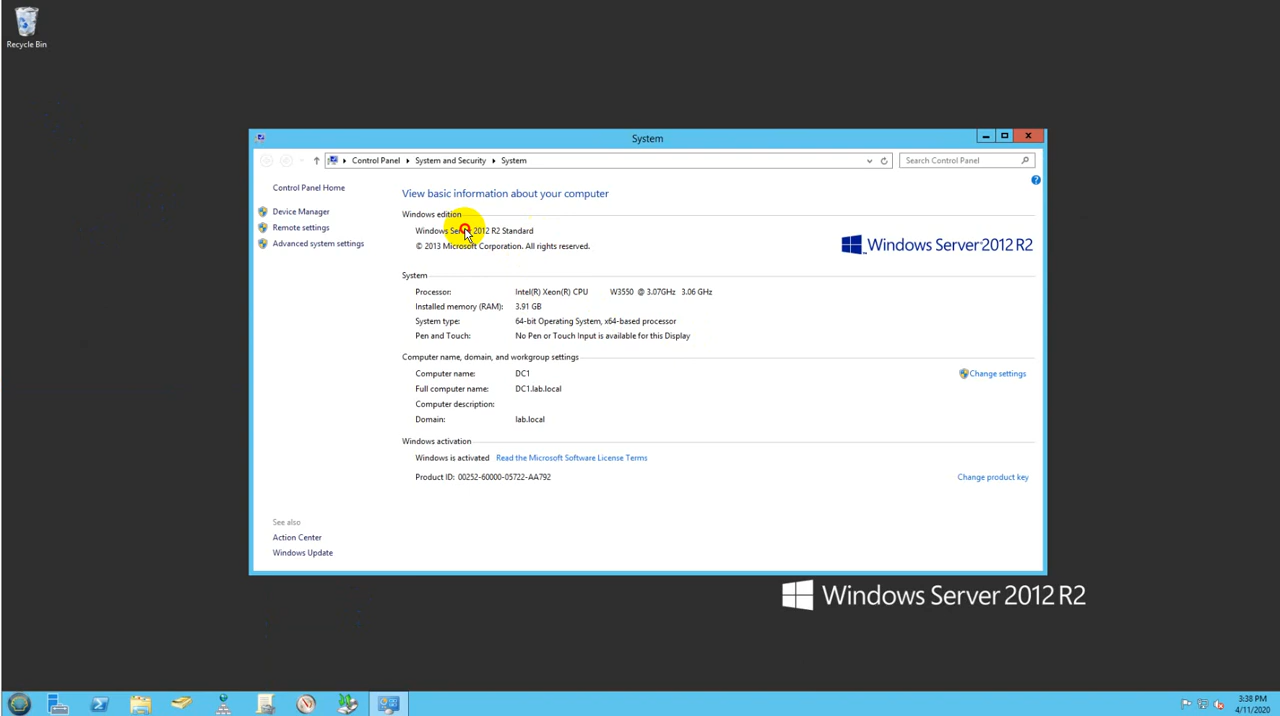 Recycle Bin
System
Control Panel System and Security System
Search Control Panel
Control Panel Home
Device Manager
Remote settings
Advanced system settings
View basic information about your computer
Windows edition
Windows Server 2012 R2 Standard
© 2013 Microsoft Corporation. All rights reserved.
Windows Server 2012 R2
System
Processor: Intel(R) Xeon(R) CPU W3550 @ 3.07GHz 3.06 GHz
Installed memory (RAM): 3.91 GB
System type: 64-bit Operating System, x64-based processor
Pen and Touch: No Pen or Touch Input is available for this Display
Computer name, domain, and workgroup settings
Computer name: DC1
Change settings
Full computer name: DC1.lab.local
Computer description:
Domain: lab.local
Windows activation
Windows is activated Read the Microsoft Software License Terms
Product ID: 00252-60000-05722-AA792
Change product key
See also
Action Center
Windows Update
Windows Server 2012 R2
3:38 PM
4/11/2020